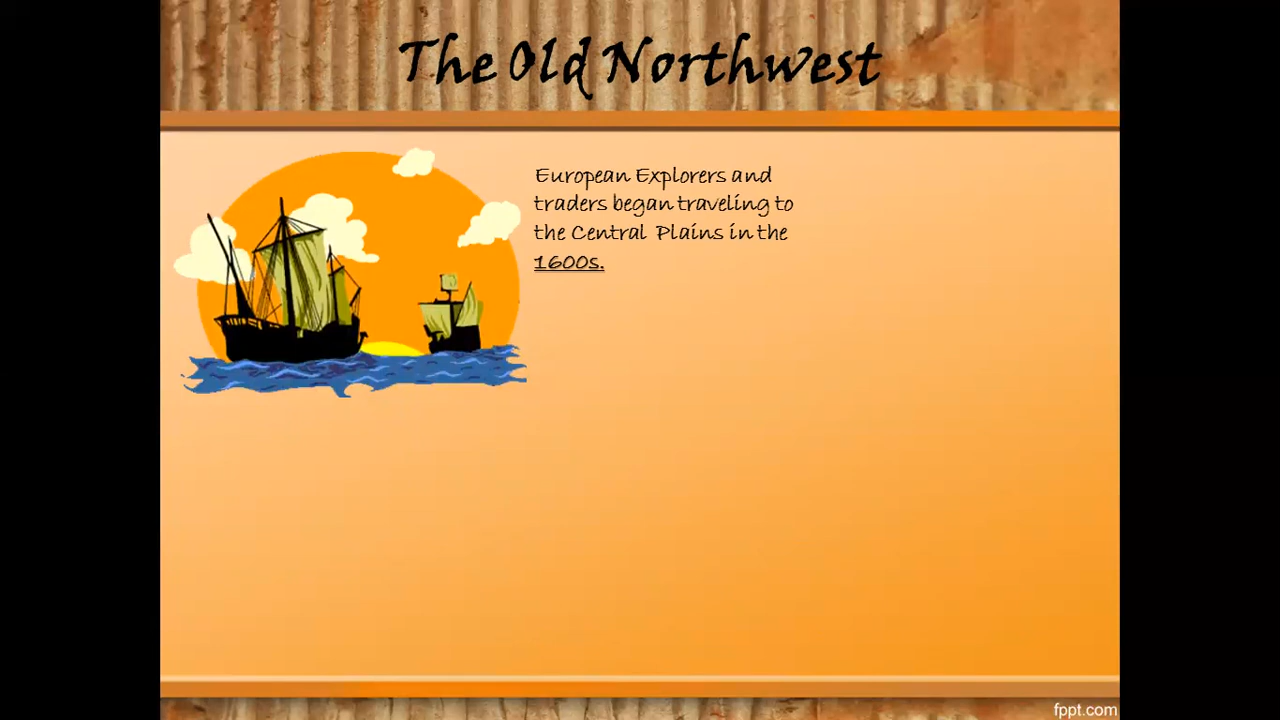 The Old Northwest
European Explorers and
traders began traveling to
the Central Plains in the
1600s.
fppt.com